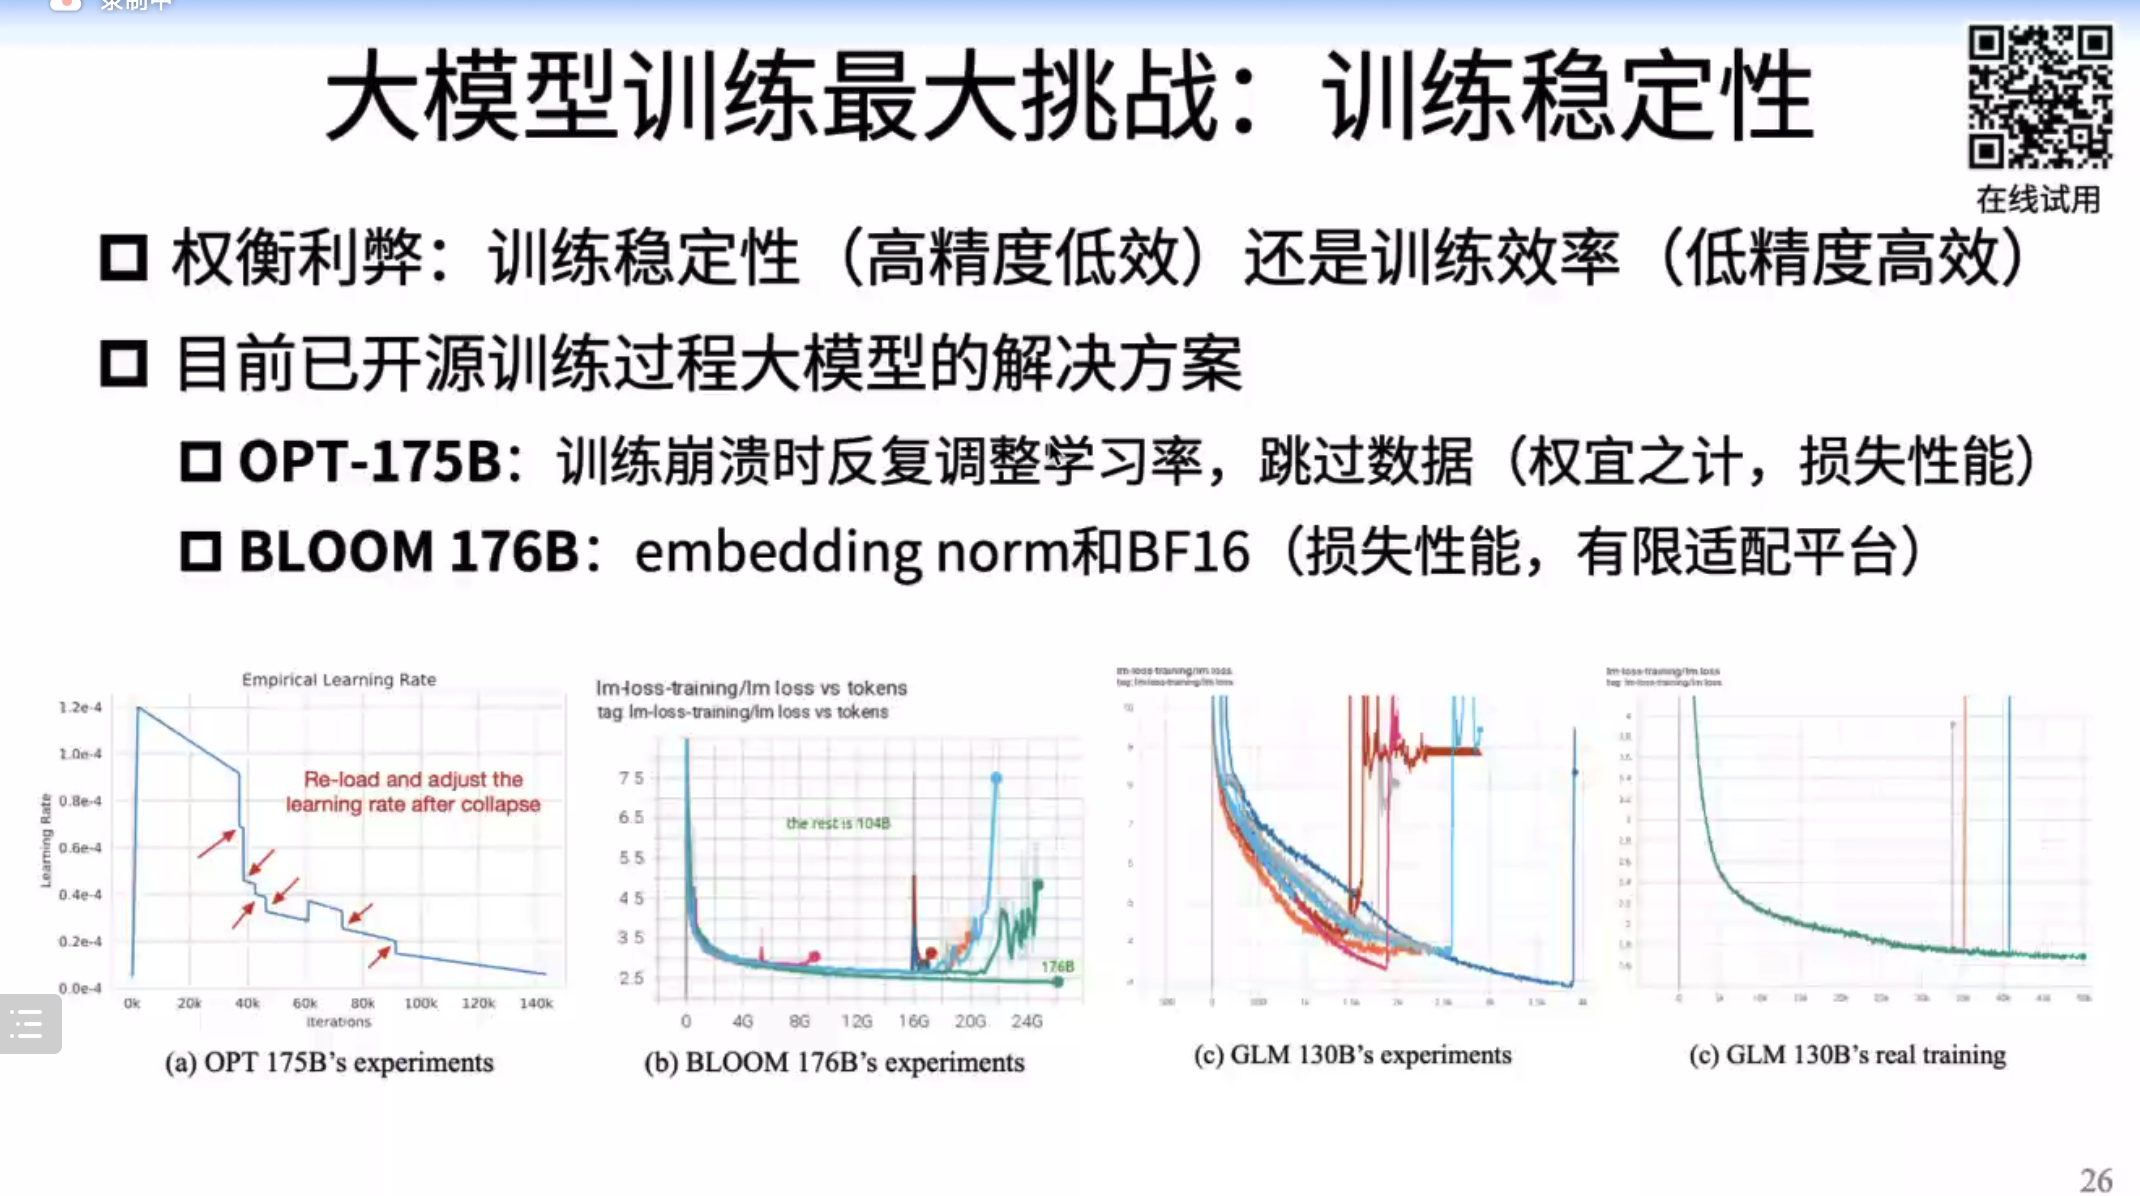 录制中
大模型训练最大挑战：训练稳定性
在线试用
权衡利弊：训练稳定性（高精度低效）还是训练效率（低精度高效）
目前已开源训练过程大模型的解决方案
OPT-175B：训练崩溃时反复调整学习率，跳过数据（权宜之计，损失性能）
BLOOM 176B：embedding norm和BF16（损失性能，有限适配平台）
Empirical Learning Rate
1.2e-4
1.0e-4
0.8e-4
0.6e-4
0.4e-4
0.2e-4
0.0e-4
Learning Rate
Re-load and adjust the
learning rate after collapse
0k 20k 40k 60k 80k 100k 120k 140k
Iterations
(a) OPT 175B’s experiments
lm-loss-training/lm loss vs tokens
tag: lm-loss-training/lm loss vs tokens
7.5
6.5
5.5
4.5
3.5
2.5
the rest is 104B
176B
0 4G 8G 12G 16G 20G 24G
(b) BLOOM 176B’s experiments
lm-loss-training/lm loss
tag: lm-loss-training/lm loss
(c) GLM 130B’s experiments
lm-loss-training/lm loss
tag: lm-loss-training/lm loss
(c) GLM 130B’s real training
26